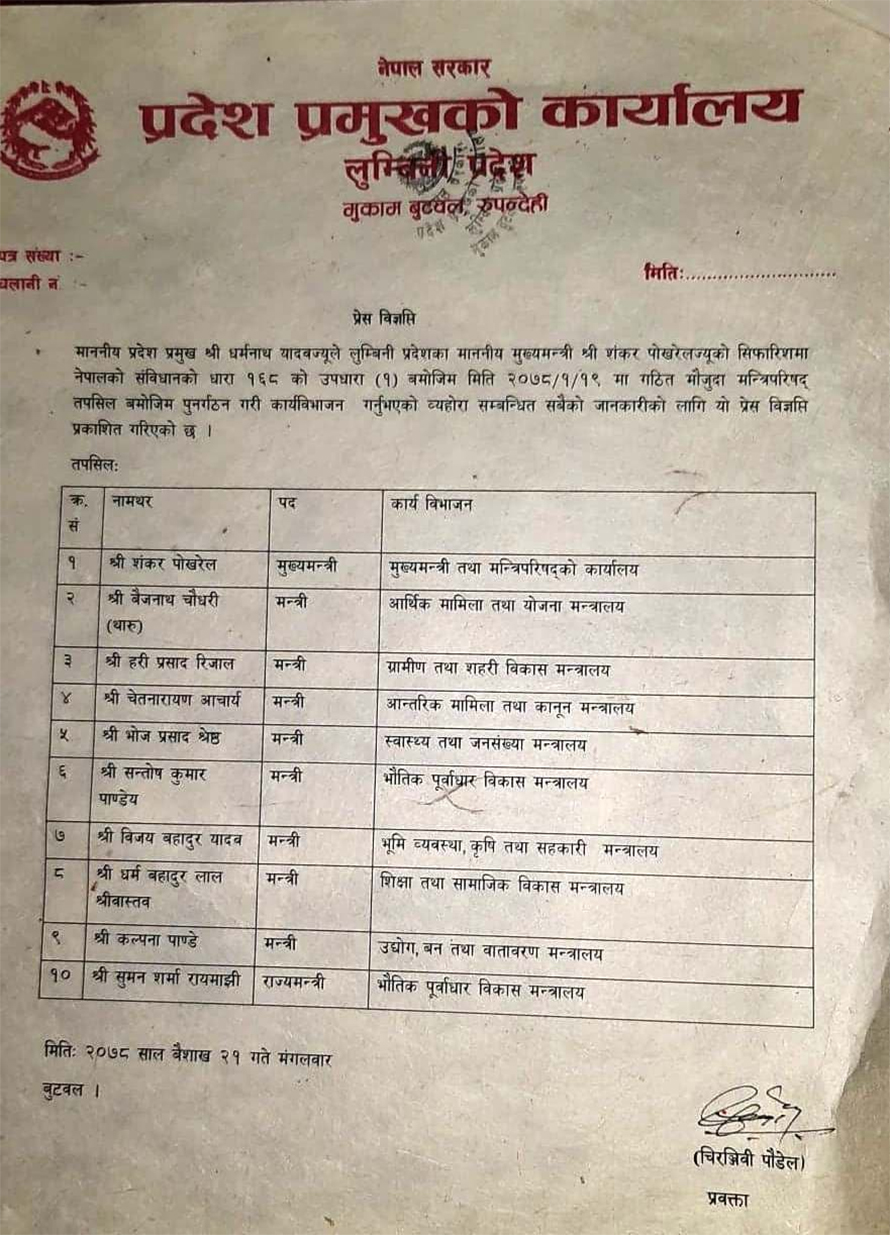 नेपाल सरकार
प्रदेश प्रमुखको कार्यालय
लुम्बिनी प्रदेश
मुकाम बुटवल, रुपन्देही
पत्र संख्या :-
चलानी नं :-
मितिः..............................
प्रेस विज्ञप्ति
माननीय प्रदेश प्रमुख श्री धर्मनाथ यादवज्यूले लुम्बिनी प्रदेशका माननीय मुख्यमन्त्री श्री शंकर पोखरेलज्यूको सिफारिशमा
नेपालको संविधानको धारा १६८ को उपधारा (१) बमोजिम मिति २०७८/१/१९ मा गठित मौजुदा मन्त्रिपरिषद्
तपसिल बमोजिम पुनर्गठन गरी कार्यविभाजन गर्नुभएको व्यहोरा सम्बन्धित सबैको जानकारीको लागि यो प्रेस विज्ञप्ति
प्रकाशित गरिएको छ ।
तपसिलः
क्र. नामथर पद कार्य विभाजन
सं
१ श्री शंकर पोखरेल मुख्यमन्त्री मुख्यमन्त्री तथा मन्त्रिपरिषद्को कार्यालय
२ श्री बैजनाथ चौधरी मन्त्री आर्थिक मामिला तथा योजना मन्त्रालय
(थारु)
३ श्री हरी प्रसाद रिजाल मन्त्री ग्रामीण तथा शहरी विकास मन्त्रालय
४ श्री चेतनारायण आचार्य मन्त्री आन्तरिक मामिला तथा कानून मन्त्रालय
५ श्री भोज प्रसाद श्रेष्ठ मन्त्री स्वास्थ्य तथा जनसंख्या मन्त्रालय
६ श्री सन्तोष कुमार मन्त्री भौतिक पूर्वाधार विकास मन्त्रालय
पाण्डेय
७ श्री विजय बहादुर यादव मन्त्री भूमि व्यवस्था, कृषि तथा सहकारी मन्त्रालय
८ श्री धर्म बहादुर लाल मन्त्री शिक्षा तथा सामाजिक विकास मन्त्रालय
श्रीवास्तव
९ श्री कल्पना पाण्डे मन्त्री उद्योग, बन तथा वातावरण मन्त्रालय
१० श्री सुमन शर्मा रायमाझी राज्यमन्त्री भौतिक पूर्वाधार विकास मन्त्रालय
मितिः २०७८ साल बैशाख २१ गते मंगलवार
बुटवल ।
(चिरञ्जिवी पौडेल)
प्रवक्ता